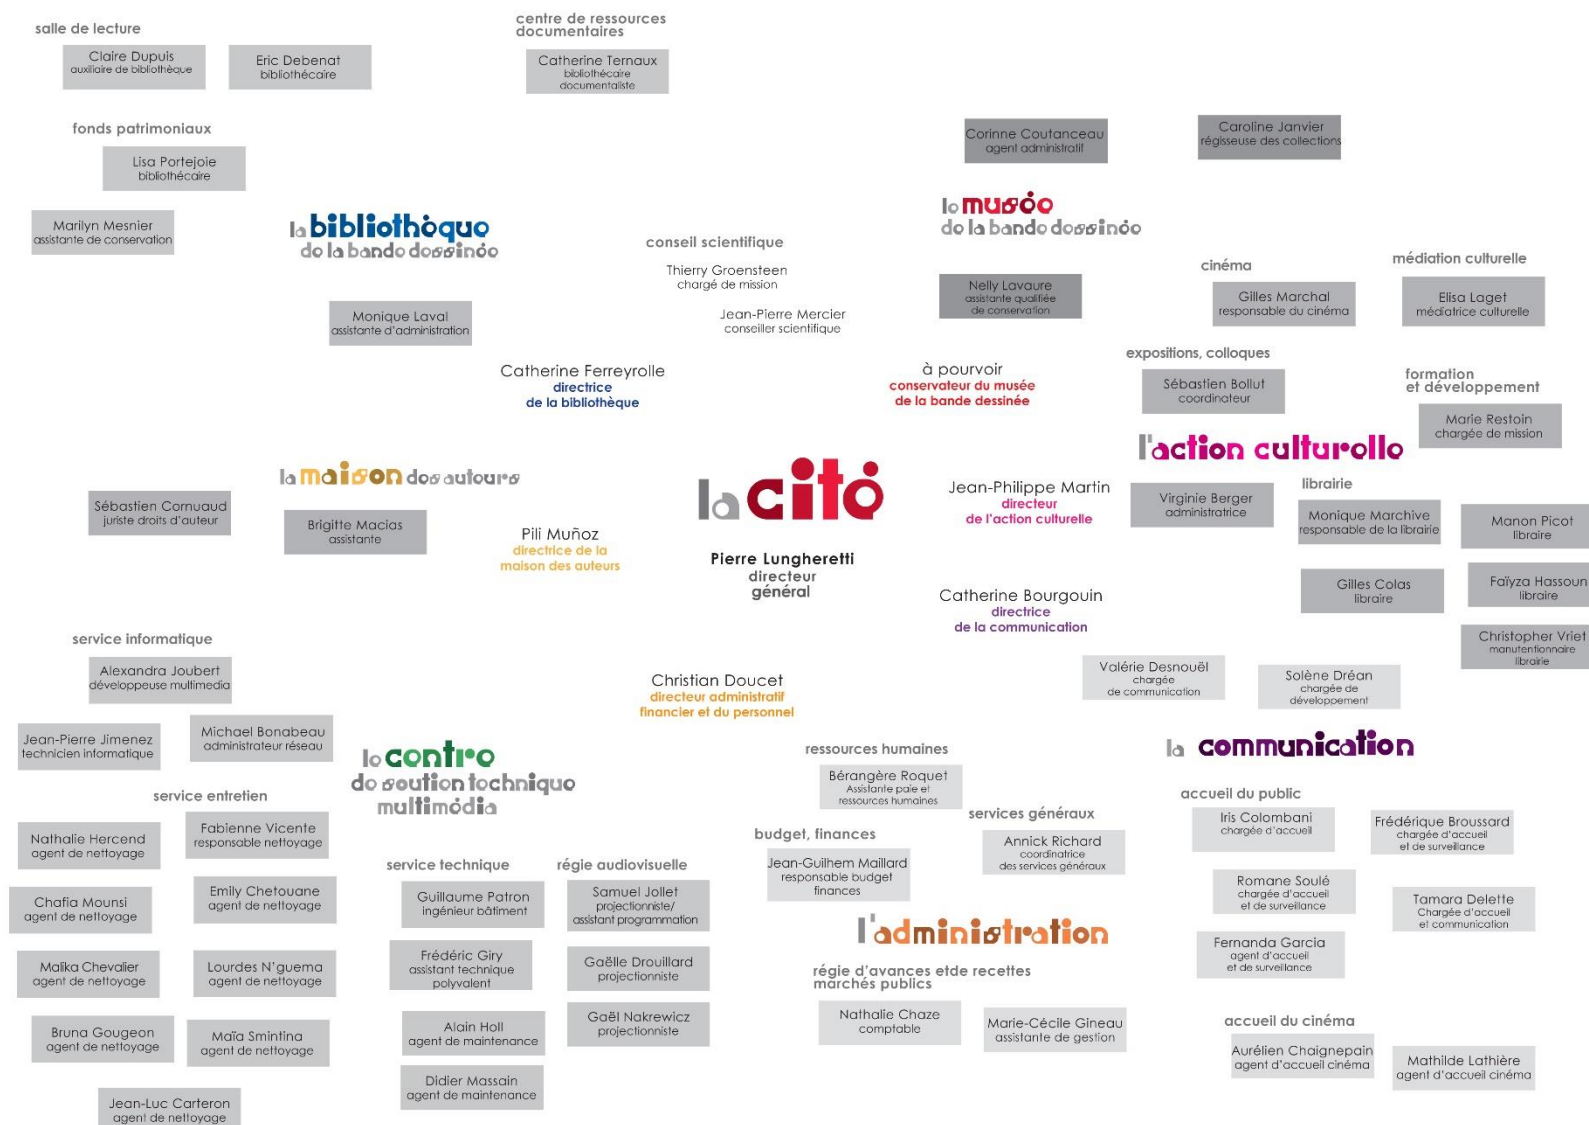 salle de lecture
Claire Dupuis
auxiliaire de bibliothèque
Eric Debenat
bibliothécaire
centre de ressources
documentaires
Catherine Ternaux
bibliothécaire
documentaliste
fonds patrimoniaux
Lisa Portejoie
bibliothécaire
Marilyn Mesnier
assistante de conservation
la bibliothèque
de la bande dessinée
Monique Laval
assistante d'administration
Catherine Ferreyrolle
directrice
de la bibliothèque
conseil scientifique
Thierry Groensteen
chargé de mission
Jean-Pierre Mercier
conseiller scientifique
Corinne Coutanceau
agent administratif
Caroline Janvier
régisseuse des collections
le musée
de la bande dessinée
Nelly Lavaure
assistante qualifiée
de conservation
à pourvoir
conservateur du musée
de la bande dessinée
cinéma
Gilles Marchal
responsable du cinéma
médiation culturelle
Elisa Laget
médiatrice culturelle
expositions, colloques
Sébastien Bollut
coordinateur
formation
et développement
Marie Restoin
chargée de mission
l'action culturelle
Jean-Philippe Martin
directeur
de l'action culturelle
Virginie Berger
administratrice
librairie
Monique Marchive
responsable de la librairie
Manon Picot
libraire
Gilles Colas
libraire
Faïyza Hassoun
libraire
Christopher Vriet
manutentionnaire
librairie
la maison des auteurs
Sébastien Cornuaud
juriste droits d'auteur
Brigitte Macias
assistante
Pili Muñoz
directrice de la
maison des auteurs
la cité
Pierre Lungheretti
directeur
général
Catherine Bourgouin
directrice
de la communication
Valérie Desnouël
chargée
de communication
Solène Dréan
chargée de
développement
la communication
accueil du public
Iris Colombani
chargée d'accueil
Frédérique Broussard
chargée d'accueil
et de surveillance
Romane Soulé
chargée d'accueil
et de surveillance
Tamara Delette
Chargée d'accueil
et communication
Fernanda Garcia
agent d'accueil
et de surveillance
accueil du cinéma
Aurélien Chaignepain
agent d'accueil cinéma
Mathilde Lathière
agent d'accueil cinéma
Christian Doucet
directeur administratif
financier et du personnel
ressources humaines
Bérangère Roquet
Assistante paie et
ressources humaines
budget, finances
Jean-Guilhem Maillard
responsable budget
finances
services généraux
Annick Richard
coordinatrice
des services généraux
l'administration
régie d'avances etde recettes
marchés publics
Nathalie Chaze
comptable
Marie-Cécile Gineau
assistante de gestion
service informatique
Alexandra Joubert
développeuse multimedia
Jean-Pierre Jimenez
technicien informatique
Michael Bonabeau
administrateur réseau
le centre
de soutien technique
multimédia
service entretien
Nathalie Hercend
agent de nettoyage
Fabienne Vicente
responsable nettoyage
Chafia Mounsi
agent de nettoyage
Emily Chetouane
agent de nettoyage
Malika Chevalier
agent de nettoyage
Lourdes N'guema
agent de nettoyage
Bruna Gougeon
agent de nettoyage
Maïa Smintina
agent de nettoyage
Jean-Luc Carteron
agent de nettoyage
service technique
Guillaume Patron
ingénieur bâtiment
Frédéric Giry
assistant technique
polyvalent
Alain Holl
agent de maintenance
Didier Massain
agent de maintenance
régie audiovisuelle
Samuel Jollet
projectionniste/
assistant programmation
Gaëlle Drouillard
projectionniste
Gaël Nakrewicz
projectionniste